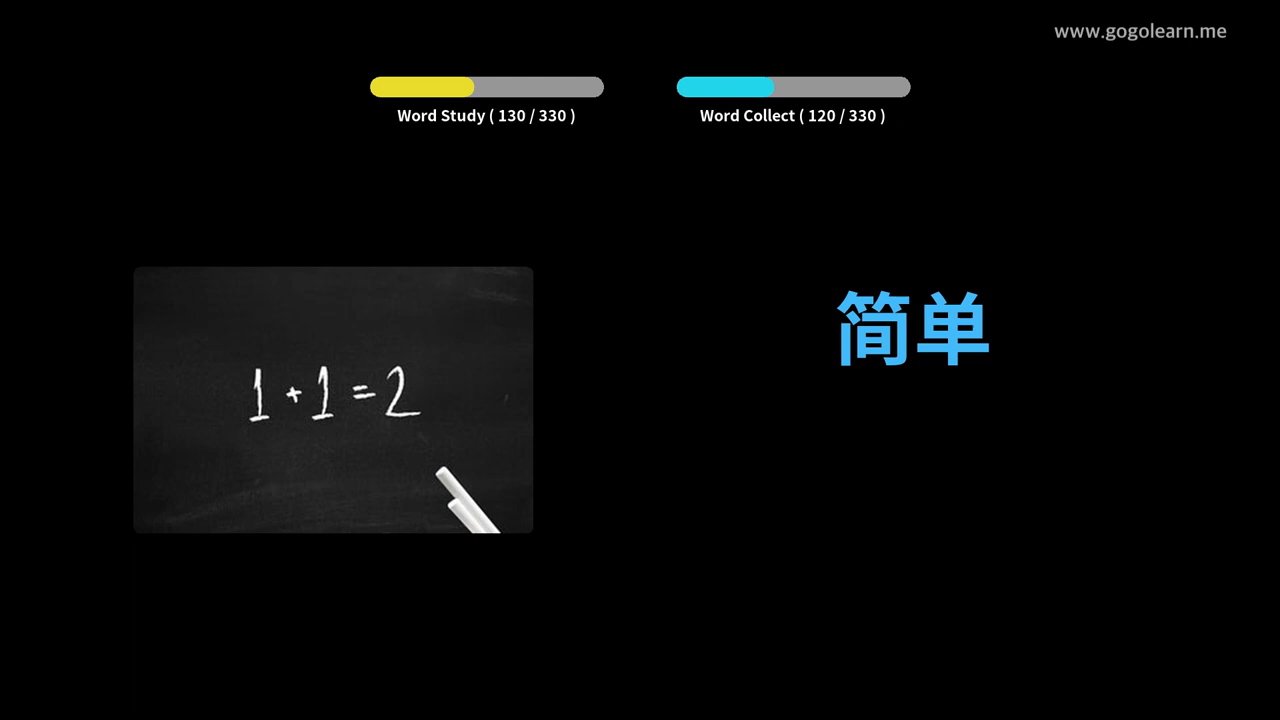 www.gogolearn.me
Word Study ( 130 / 330 )
Word Collect ( 120 / 330 )
简单
1 + 1 = 2